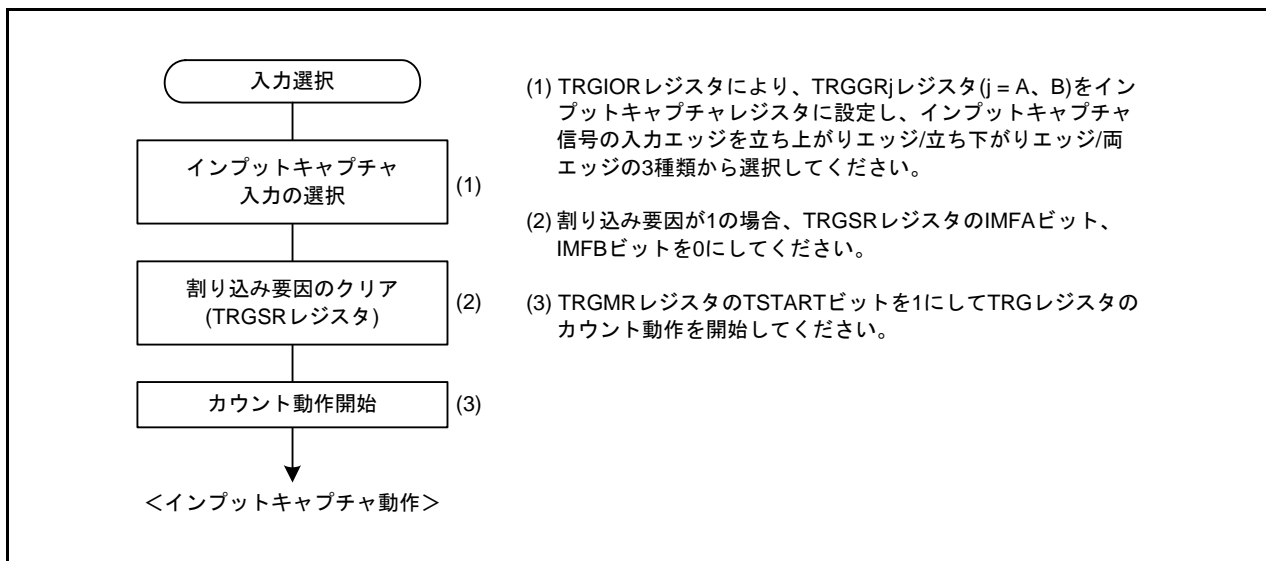 入力選択
インプットキャプチャ
入力の選択
(1)
割り込み要因のクリア
(TRGSRレジスタ)
(2)
カウント動作開始
(3)
＜インプットキャプチャ動作＞
(1) TRGIORレジスタにより、TRGGRjレジスタ(j = A、B)をイン
プットキャプチャレジスタに設定し、インプットキャプチャ
信号の入力エッジを立ち上がりエッジ/立ち下がりエッジ/両
エッジの3種類から選択してください。
(2) 割り込み要因が1の場合、TRGSRレジスタのIMFAビット、
IMFBビットを0にしてください。
(3) TRGMRレジスタのTSTARTビットを1にしてTRGレジスタの
カウント動作を開始してください。